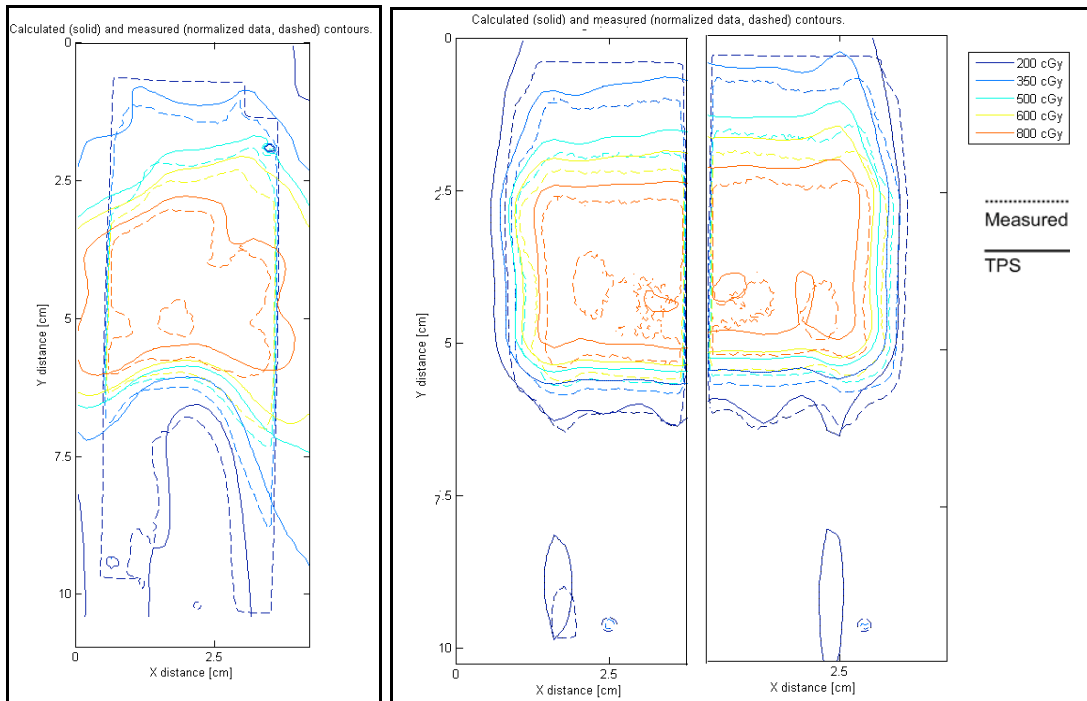 Calculated (solid) and measured (normalized data, dashed) contours.
0
2.5
5
7.5
10
Y distance [cm]
0
2.5
X distance [cm]
Calculated (solid) and measured (normalized data, dashed) contours.
0
2.5
5
7.5
10
Y distance [cm]
0
2.5
X distance [cm]
2.5
X distance [cm]
200 cGy
350 cGy
500 cGy
600 cGy
800 cGy
Measured
TPS